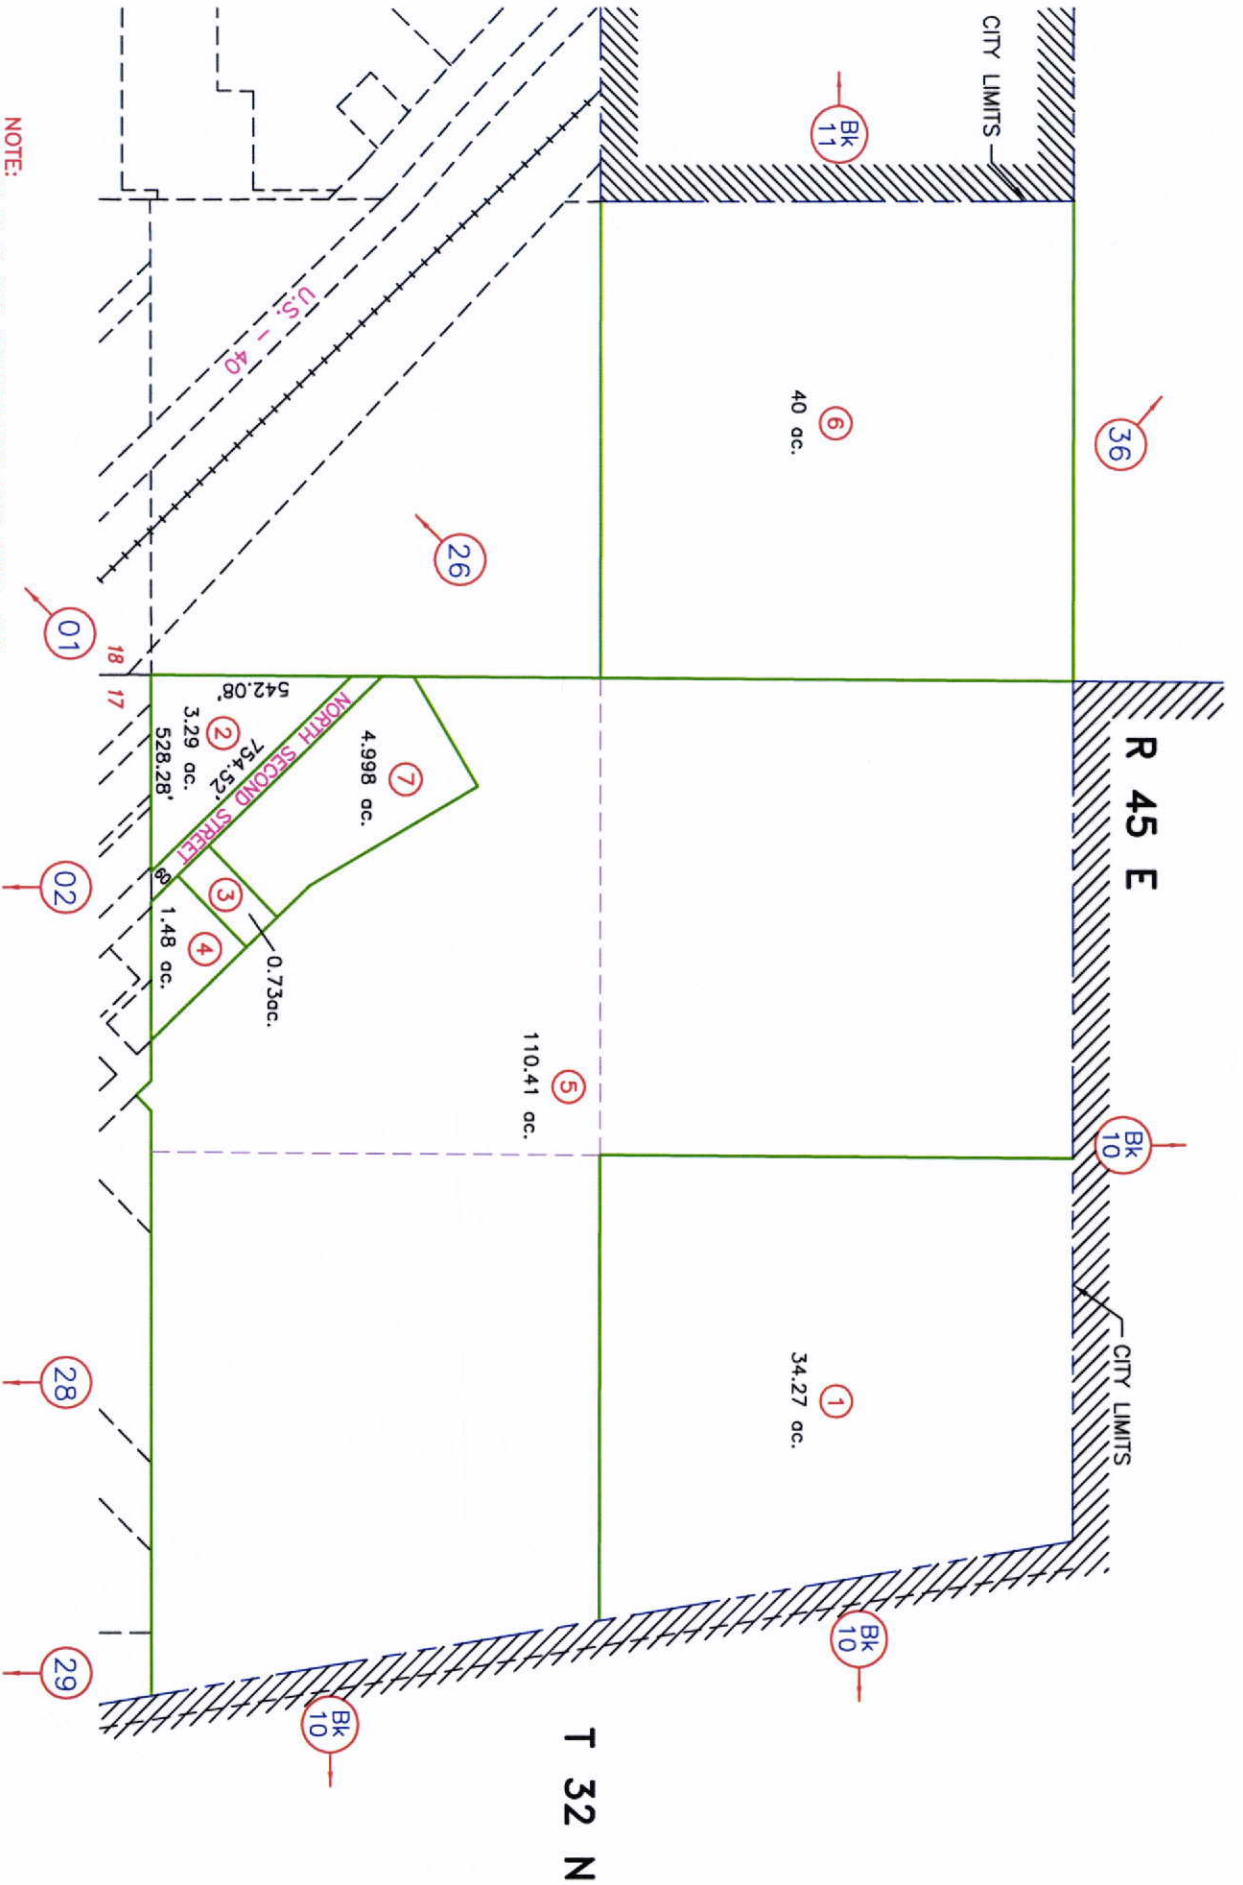 R 45 E
T 32 N
CITY LIMITS
Bk
11
36
6
40 ac.
Bk
10
CITY LIMITS
1
34.27 ac.
Bk
10
26
U.S. - 40
5
110.41 ac.
7
4.998 ac.
NORTH SECOND STREET
2
3.29 ac.
542.08'
754.52'
528.28'
60
3
0.73ac.
4
1.48 ac.
18
17
Bk
10
01
02
28
29
NOTE: